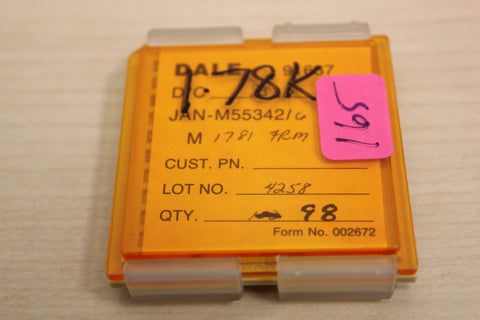 DALE 91637
1.78K
D/C
JAN-M55342/6
M 1781 FRM
CUST. PN.
LOT NO. 4258
QTY. 98
Form No. 002672
165